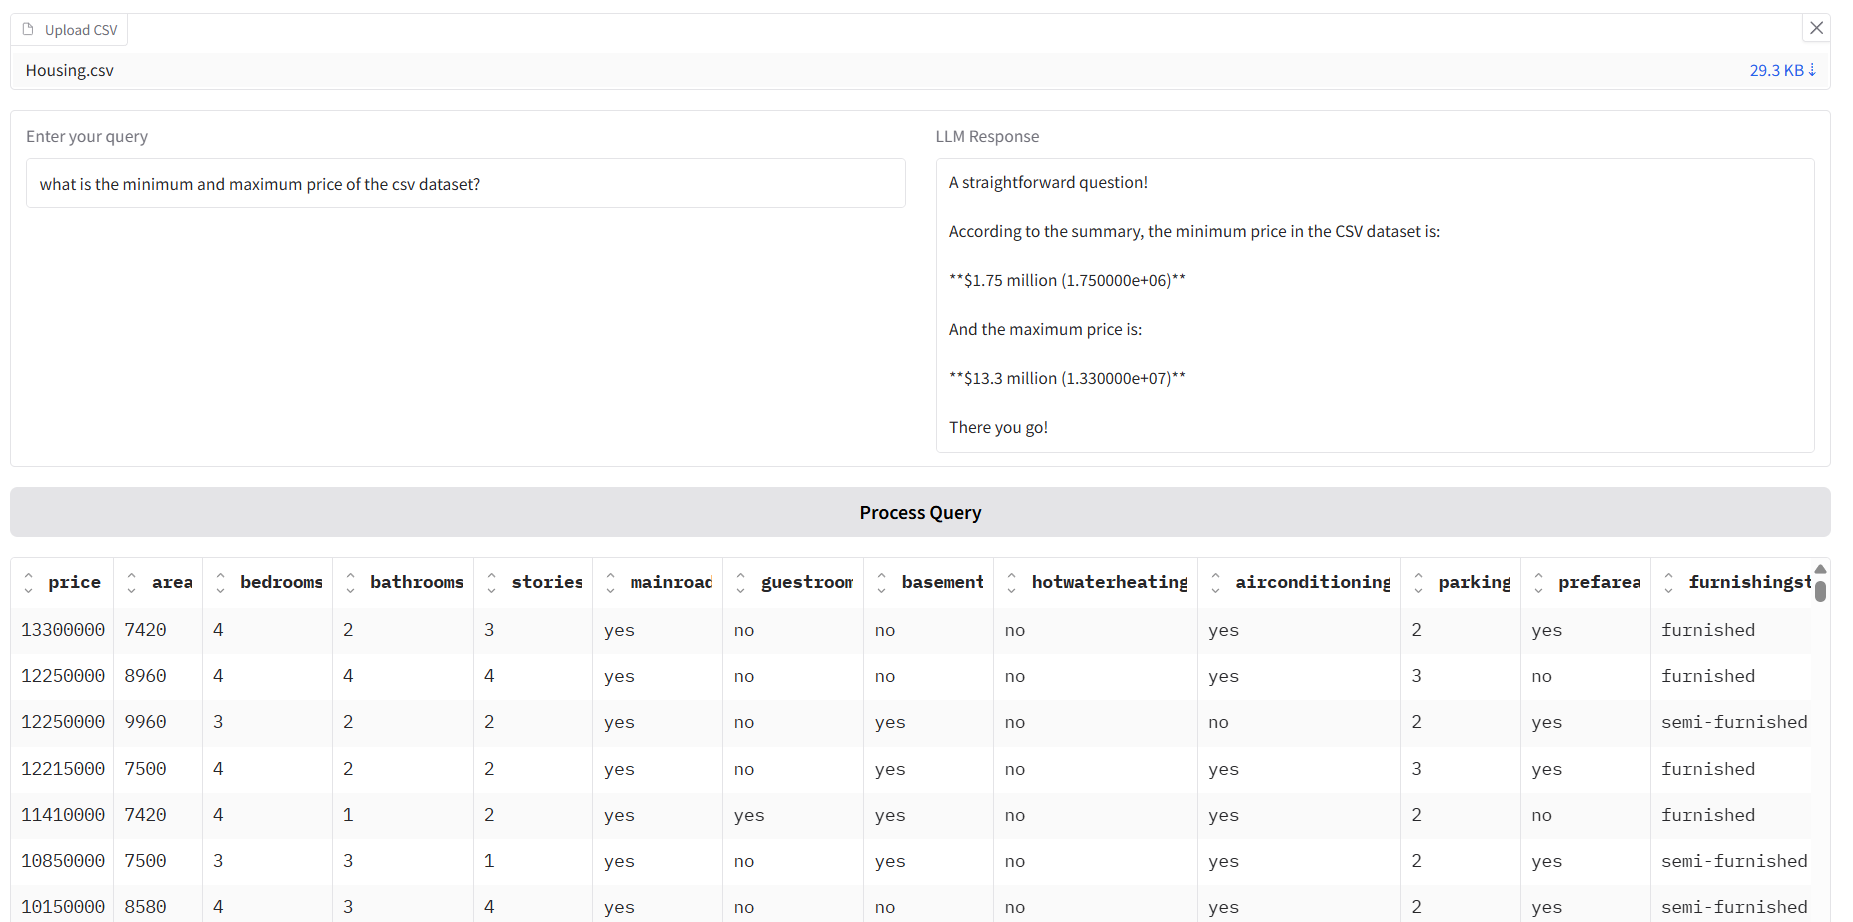 Upload CSV
Housing.csv
29.3 KB ⇣
Enter your query
what is the minimum and maximum price of the csv dataset?
LLM Response
A straightforward question!
According to the summary, the minimum price in the CSV dataset is:
**$1.75 million (1.750000e+06)**
And the maximum price is:
**$13.3 million (1.330000e+07)**
There you go!
Process Query
price area bedrooms bathrooms stories mainroad guestroom basement hotwaterheating airconditioning parking prefarea furnishingst
13300000 7420 4 2 3 yes no no no yes 2 yes furnished
12250000 8960 4 4 4 yes no no no yes 3 no furnished
12250000 9960 3 2 2 yes no yes no no 2 yes semi-furnished
12215000 7500 4 2 2 yes no yes no yes 3 yes furnished
11410000 7420 4 1 2 yes yes yes no yes 2 no furnished
10850000 7500 3 3 1 yes no yes no yes 2 yes semi-furnished
10150000 8580 4 3 4 yes no no no yes 2 yes semi-furnished